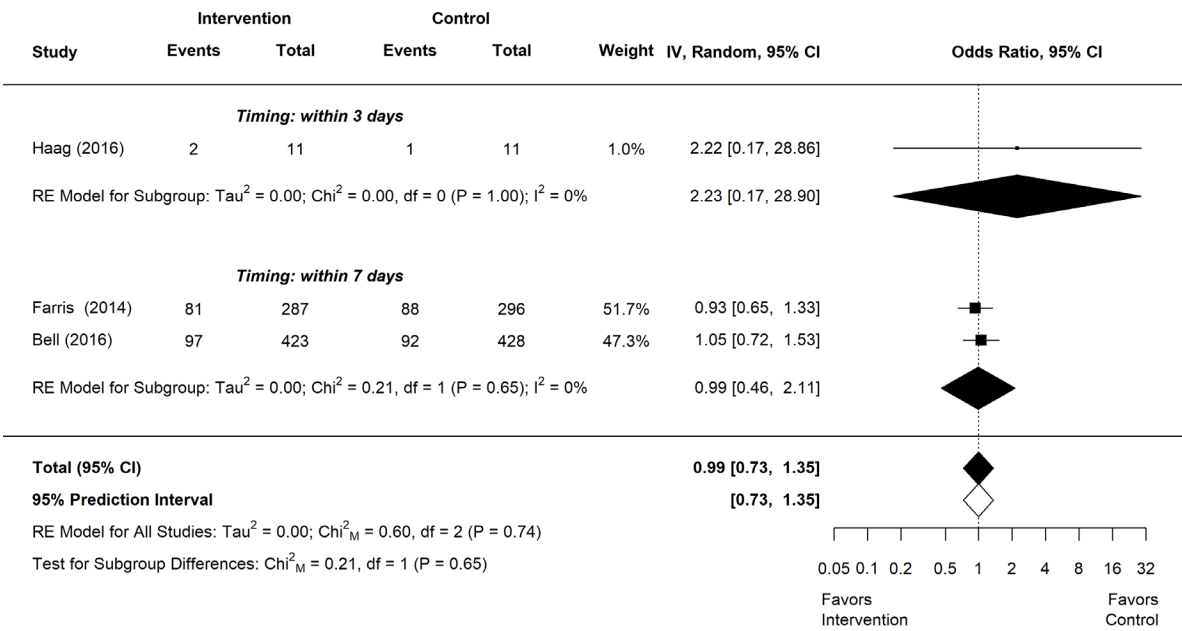 Intervention Control
Study Events Total Events Total Weight IV, Random, 95% CI Odds Ratio, 95% CI
Timing: within 3 days
Haag (2016) 2 11 1 11 1.0% 2.22 [0.17, 28.86]
RE Model for Subgroup: Tau² = 0.00; Chi² = 0.00, df = 0 (P = 1.00); I² = 0% 2.23 [0.17, 28.90]
Timing: within 7 days
Farris (2014) 81 287 88 296 51.7% 0.93 [0.65, 1.33]
Bell (2016) 97 423 92 428 47.3% 1.05 [0.72, 1.53]
RE Model for Subgroup: Tau² = 0.00; Chi² = 0.21, df = 1 (P = 0.65); I² = 0% 0.99 [0.46, 2.11]
Total (95% CI) 0.99 [0.73, 1.35]
95% Prediction Interval [0.73, 1.35]
RE Model for All Studies: Tau² = 0.00; Chi²M = 0.60, df = 2 (P = 0.74)
Test for Subgroup Differences: Chi²M = 0.21, df = 1 (P = 0.65)
0.05 0.1 0.2 0.5 1 2 4 8 16 32
Favors Favors
Intervention Control